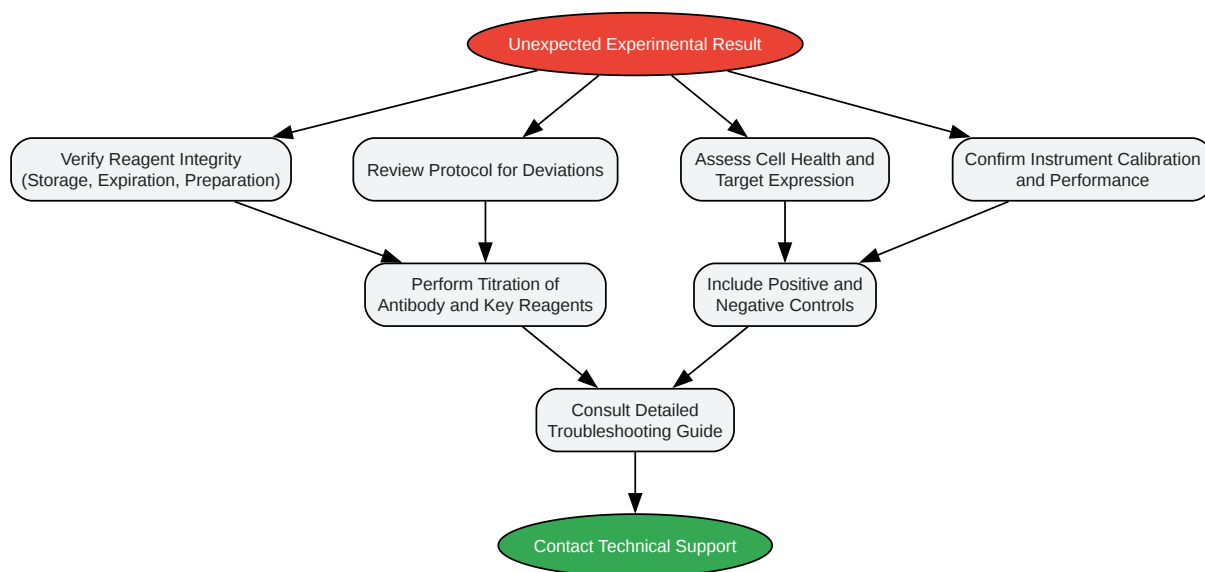 Unexpected Experimental Result
Verify Reagent Integrity
(Storage, Expiration, Preparation)
Review Protocol for Deviations
Assess Cell Health and
Target Expression
Confirm Instrument Calibration
and Performance
Perform Titration of
Antibody and Key Reagents
Include Positive and
Negative Controls
Consult Detailed
Troubleshooting Guide
Contact Technical Support